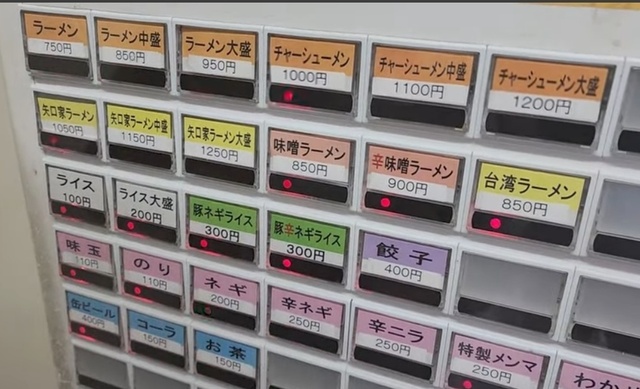 ラーメン
750円
ラーメン中盛
850円
ラーメン大盛
950円
チャーシューメン
1000円
チャーシューメン中盛
1100円
チャーシューメン大盛
1200円
矢口家ラーメン
1050円
矢口家ラーメン中盛
1150円
矢口家ラーメン大盛
1250円
味噌ラーメン
850円
辛味噌ラーメン
900円
台湾ラーメン
850円
ライス
100円
ライス大盛
200円
豚ネギライス
300円
豚辛ネギライス
300円
餃子
400円
味玉
110円
のり
110円
ネギ
200円
辛ネギ
250円
辛ニラ
250円
特製メンマ
250円
わか
缶ビール
400円
コーラ
150円
お茶
150円